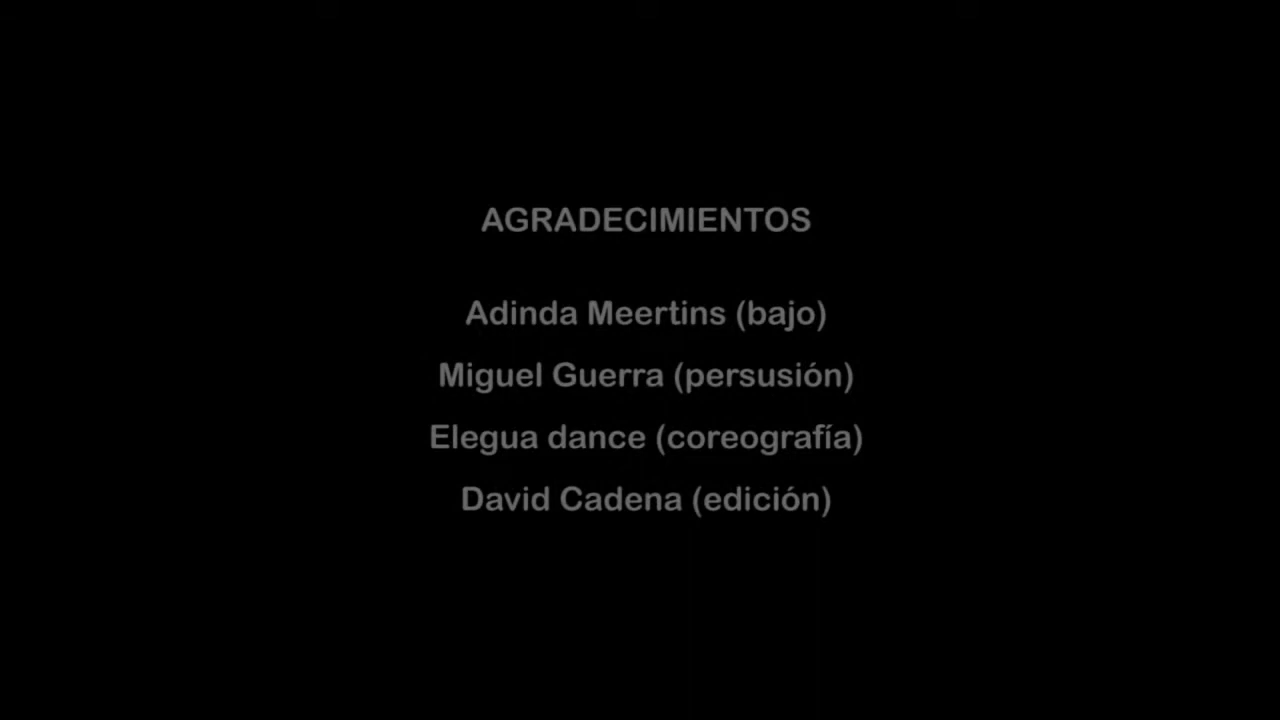 AGRADECIMIENTOS
Adinda Meertins (bajo)
Miguel Guerra (persusión)
Elegua dance (coreografía)
David Cadena (edición)